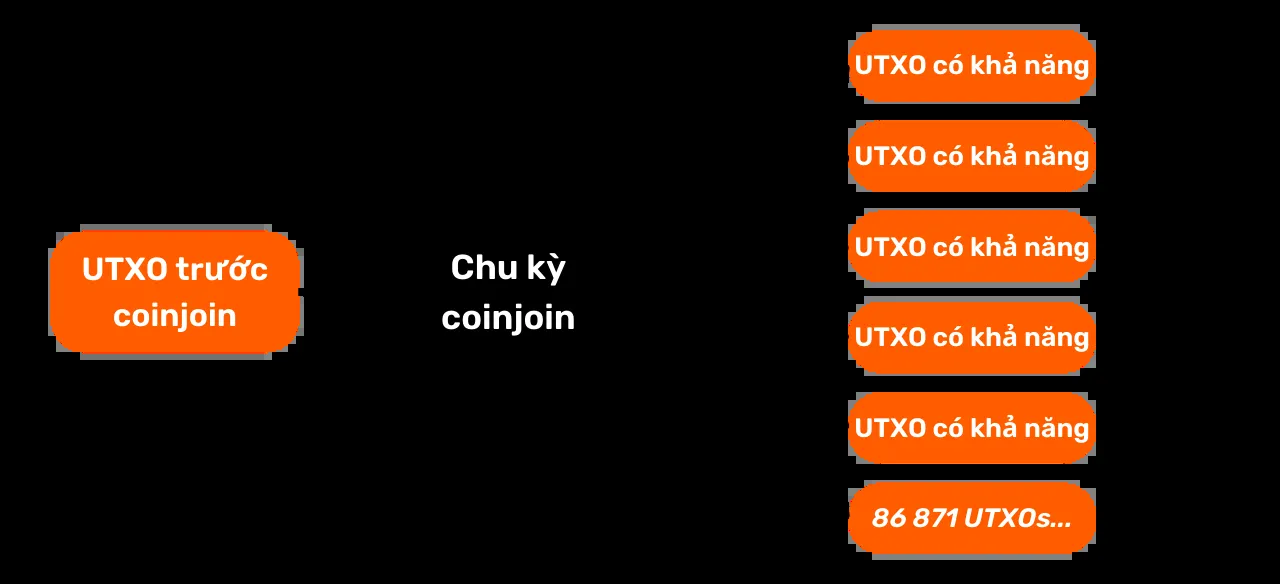 UTXO trước
coinjoin
Chu kỳ
coinjoin
UTXO có khả năng
UTXO có khả năng
UTXO có khả năng
UTXO có khả năng
UTXO có khả năng
86 871 UTXOs...